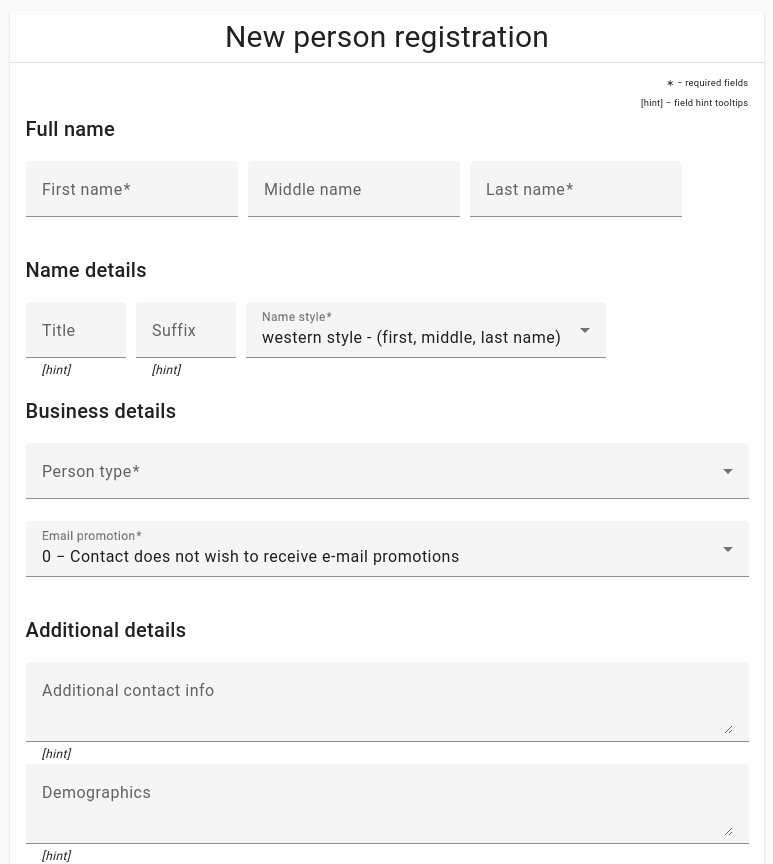 New person registration
∗ − required fields
[hint] − field hint tooltips
Full name
First name*
Middle name
Last name*
Name details
Title
Suffix
Name style*
western style - (first, middle, last name)
[hint]
[hint]
Business details
Person type*
Email promotion*
0 − Contact does not wish to receive e-mail promotions
Additional details
Additional contact info
[hint]
Demographics
[hint]